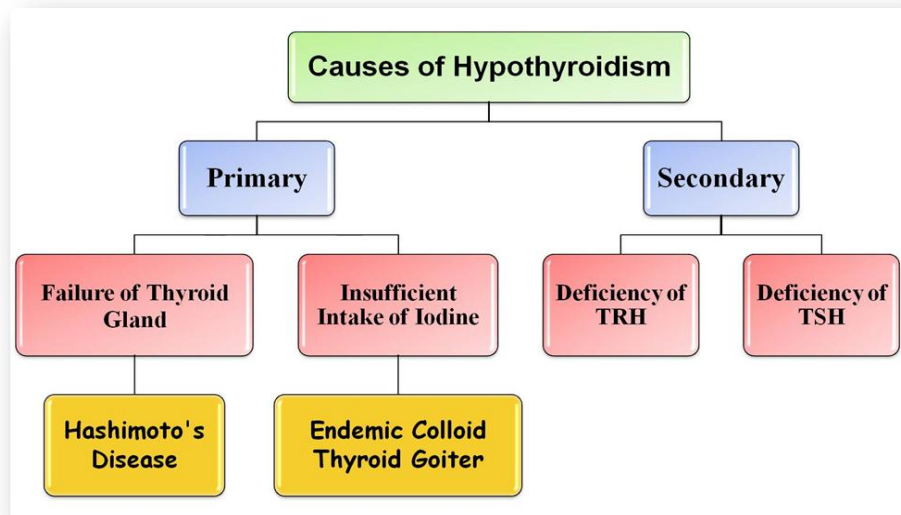 Causes of Hypothyroidism
Primary
Secondary
Failure of Thyroid
Gland
Insufficient
Intake of Iodine
Deficiency of
TRH
Deficiency of
TSH
Hashimoto's
Disease
Endemic Colloid
Thyroid Goiter